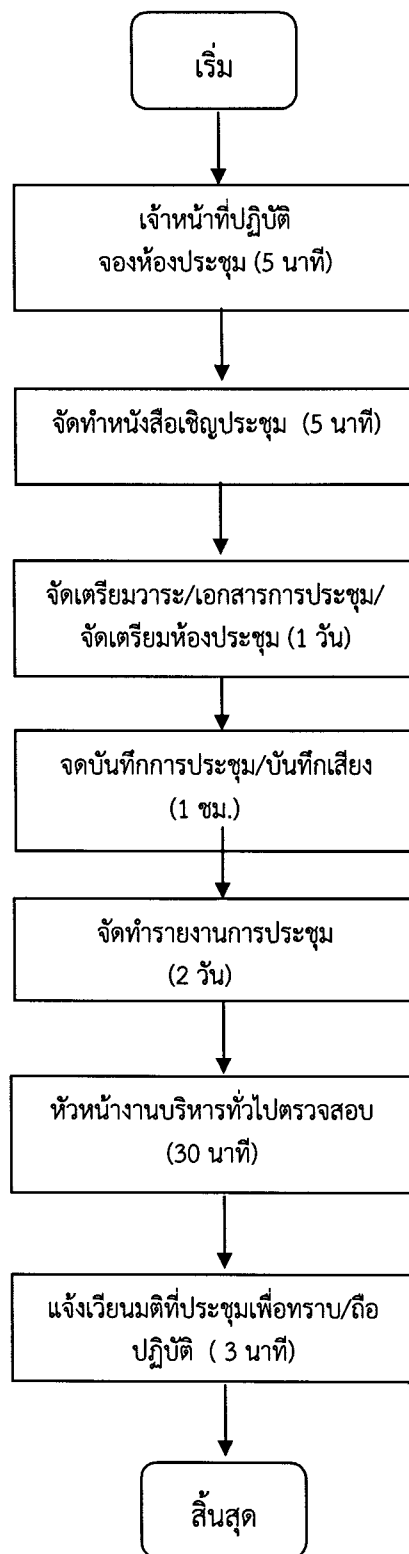 เริ่ม
เจ้าหน้าที่ปฏิบัติ
จองห้องประชุม (5 นาที)
จัดทำหนังสือเชิญประชุม (5 นาที)
จัดเตรียมวาระ/เอกสารการประชุม/
จัดเตรียมห้องประชุม (1 วัน)
จดบันทึกการประชุม/บันทึกเสียง
(1 ชม.)
จัดทำรายงานการประชุม
(2 วัน)
หัวหน้างานบริหารทั่วไปตรวจสอบ
(30 นาที)
แจ้งเวียนมติที่ประชุมเพื่อทราบ/ถือ
ปฏิบัติ ( 3 นาที)
สิ้นสุด